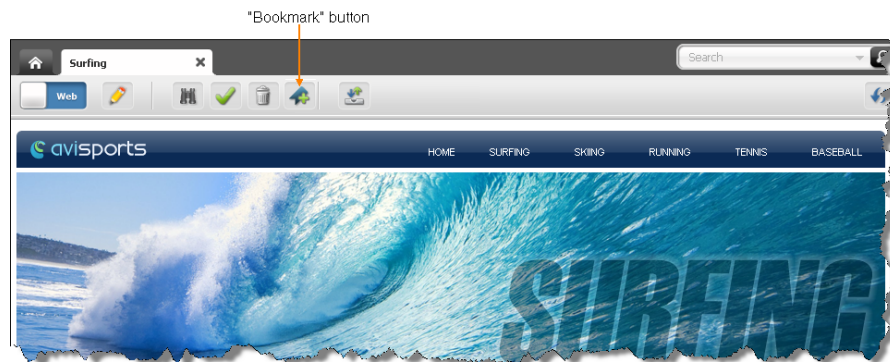 "Bookmark" button
Surfing
Search
Web
avisports
HOME SURFING SKIING RUNNING TENNIS BASEBALL
SURFING